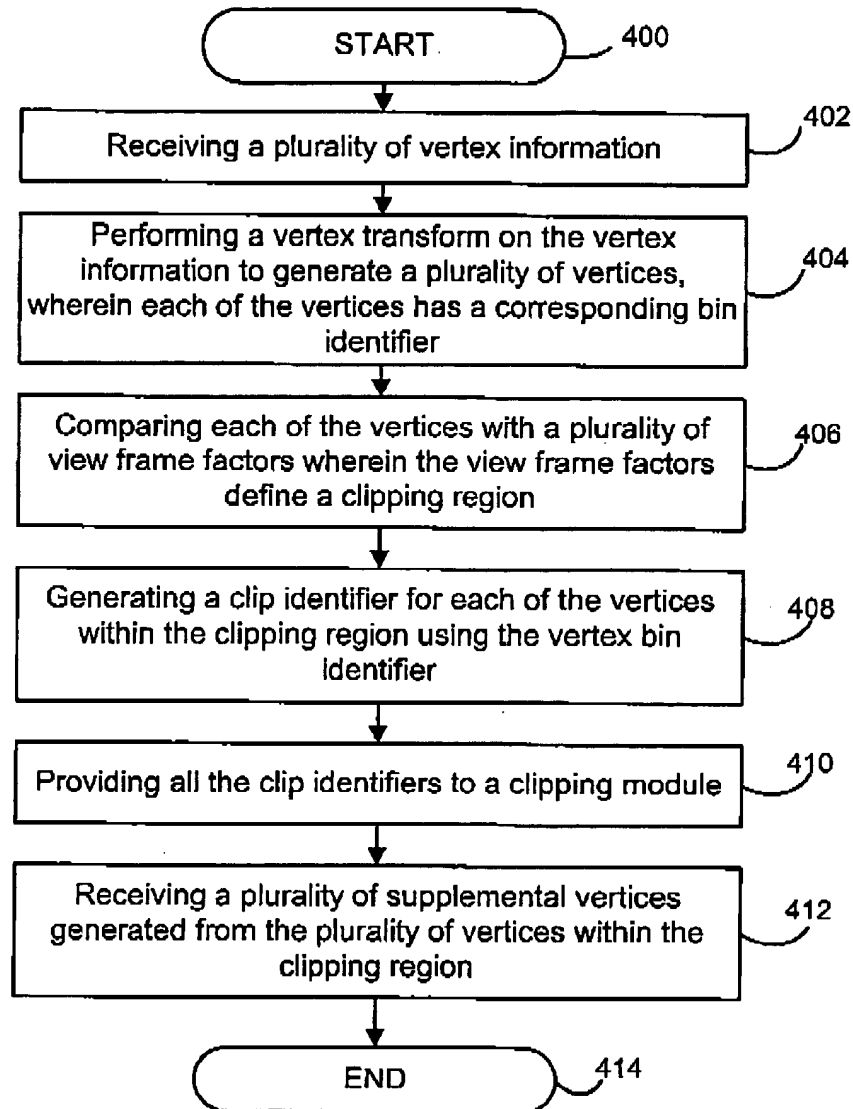 START
400
Receiving a plurality of vertex information
402
Performing a vertex transform on the vertex
information to generate a plurality of vertices,
wherein each of the vertices has a corresponding bin
identifier
404
Comparing each of the vertices with a plurality of
view frame factors wherein the view frame factors
define a clipping region
406
Generating a clip identifier for each of the vertices
within the clipping region using the vertex bin
identifier
408
Providing all the clip identifiers to a clipping module
410
Receiving a plurality of supplemental vertices
generated from the plurality of vertices within the
clipping region
412
END
414